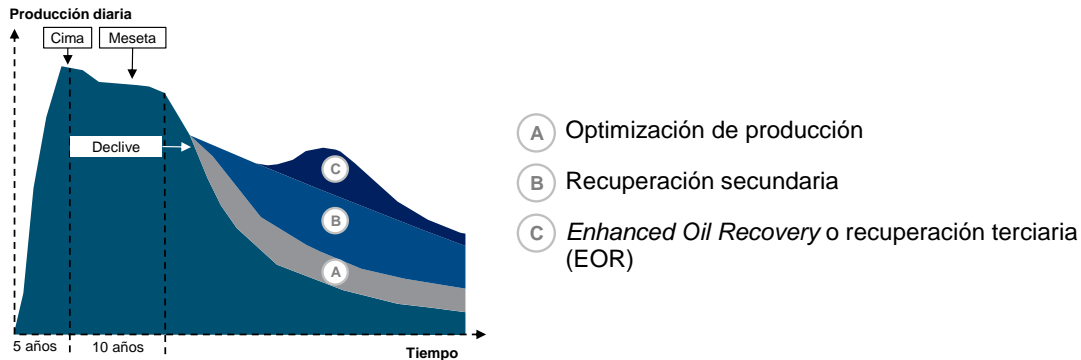 Producción diaria
Cima
Meseta
Declive
C
B
A
5 años
10 años
Tiempo
A Optimización de producción
B Recuperación secundaria
C Enhanced Oil Recovery o recuperación terciaria
(EOR)